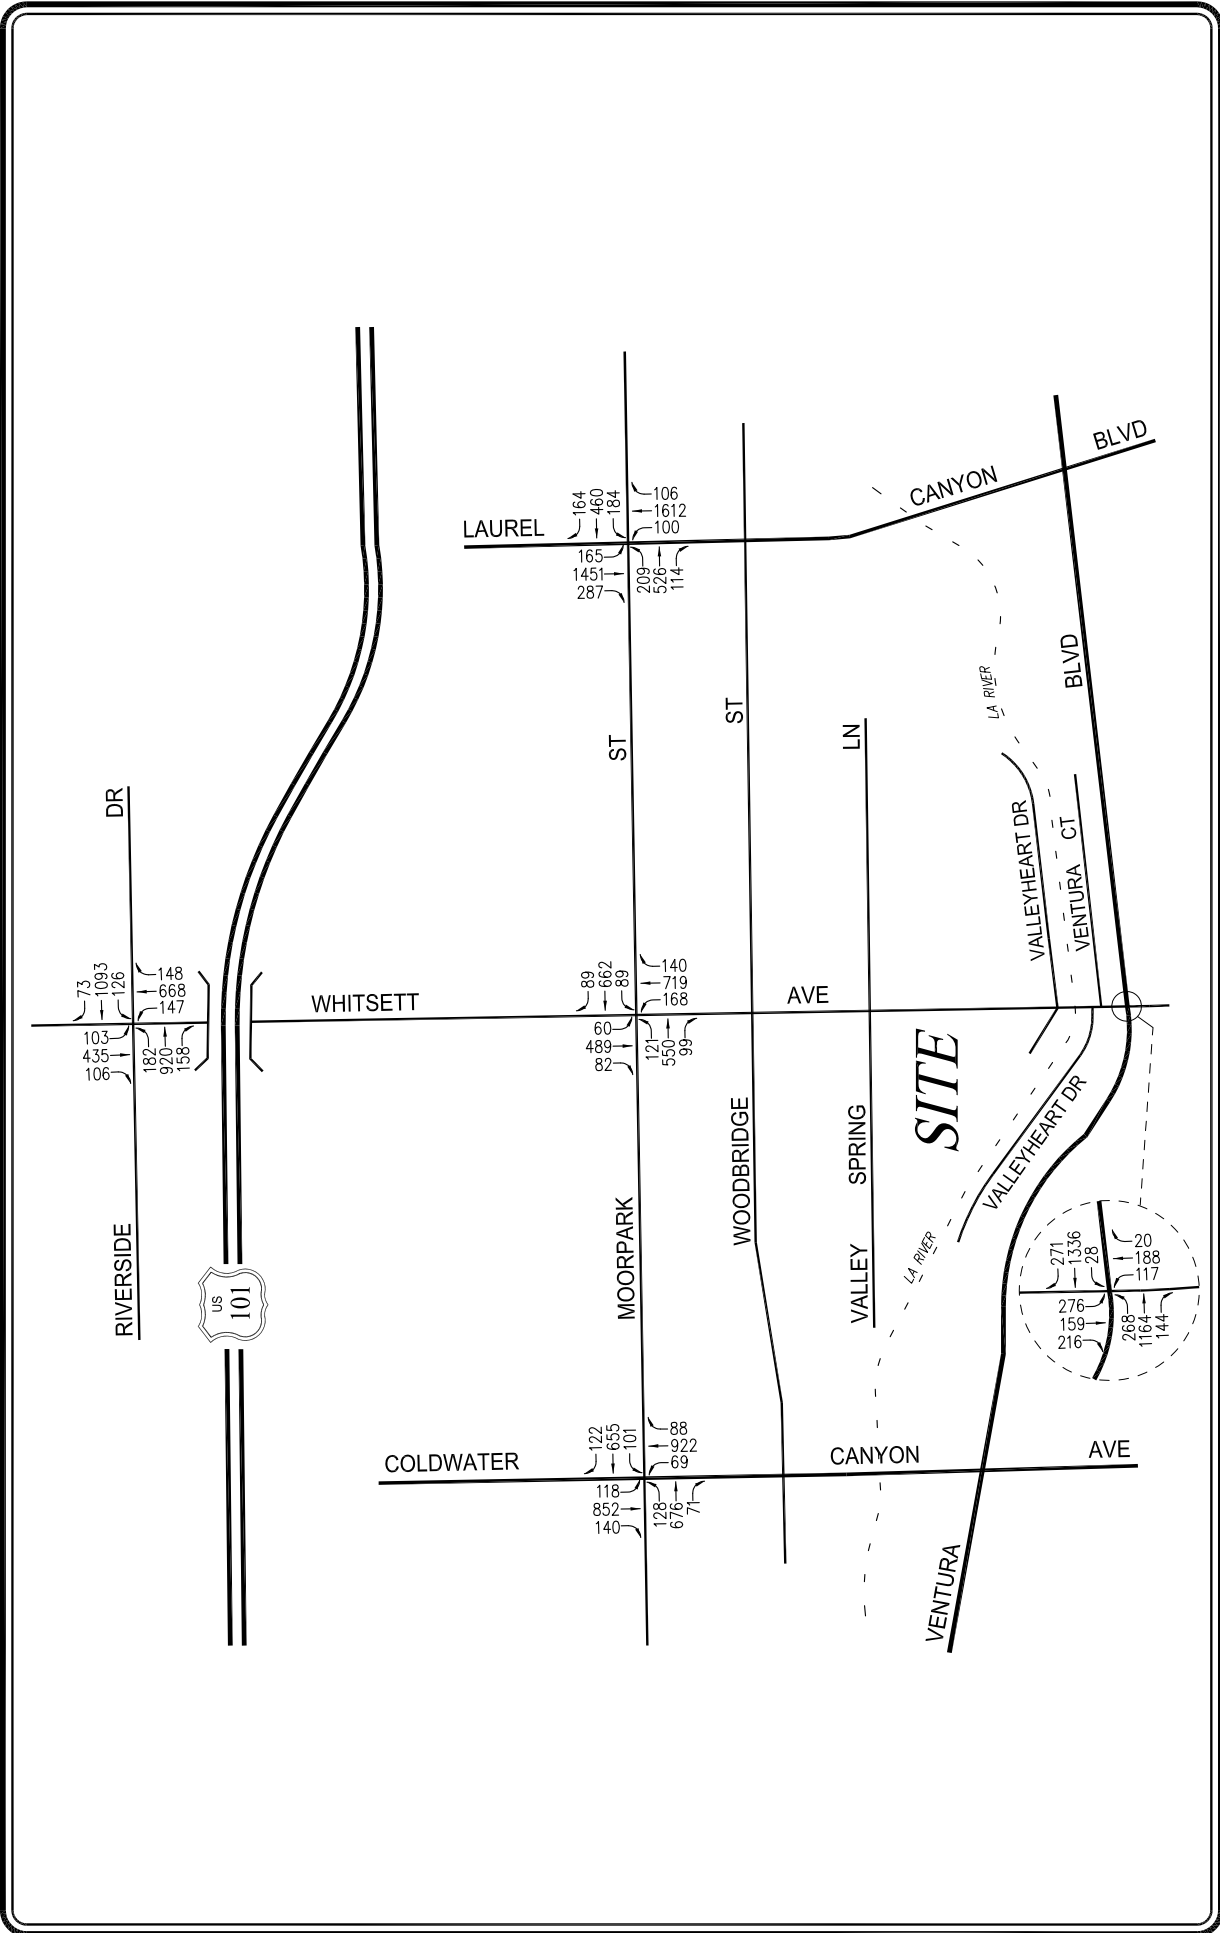 LAUREL
CANYON
BLVD
164
460
184
106
1612
100
165
1451
287
209
526
114
BLVD
LA RIVER
ST
ST
LN
DR
VALLEYHEART DR
VENTURA CT
73
1093
126
148
668
147
103
435
106
182
920
158
WHITSETT
AVE
89
662
89
140
719
168
60
489
82
121
550
99
SITE
VALLEYHEART DR
RIVERSIDE
MOORPARK
WOODBRIDGE
VALLEY SPRING
LA RIVER
US
101
271
1336
28
20
188
117
276
159
216
268
1164
144
COLDWATER
CANYON
AVE
122
655
101
88
922
69
118
852
140
128
676
71
VENTURA